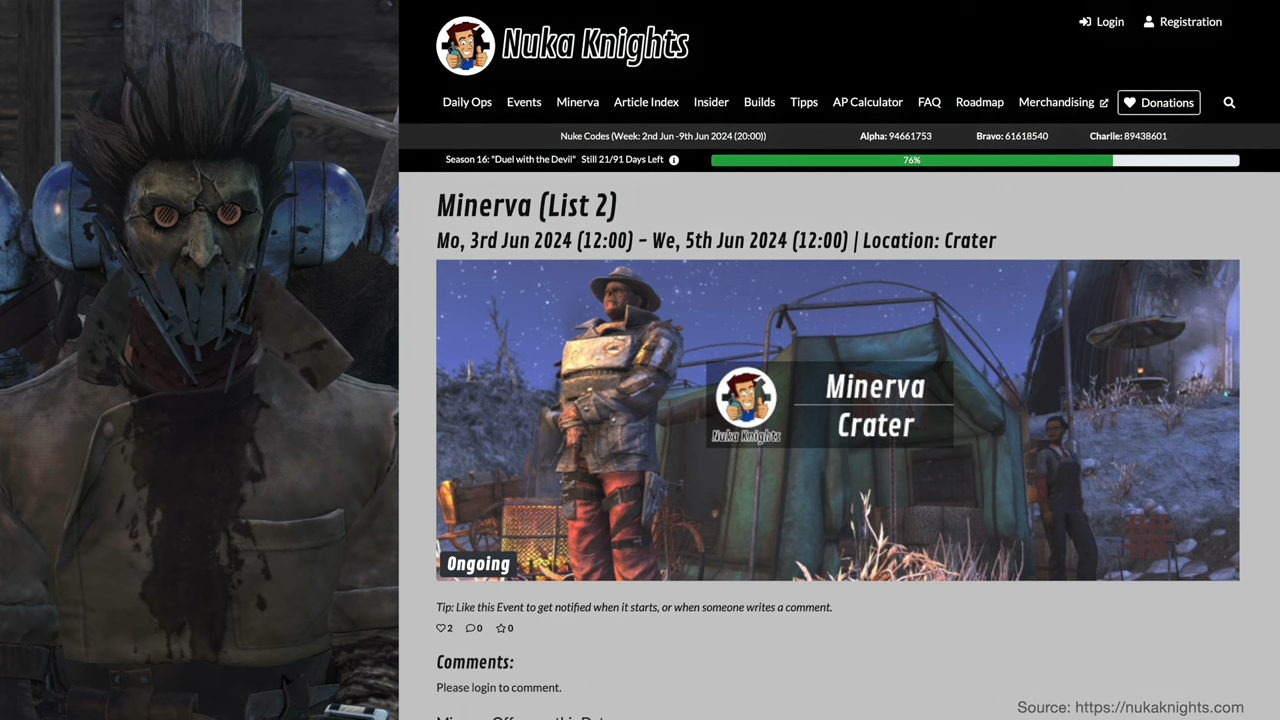 Login Registration
Nuka Knights
Daily Ops Events Minerva Article Index Insider Builds Tipps AP Calculator FAQ Roadmap Merchandising Donations
Nuke Codes (Week: 2nd Jun -9th Jun 2024 (20:00)) Alpha: 94661753 Bravo: 61618540 Charlie: 89438601
Season 16: "Duel with the Devil" Still 21/91 Days Left 76%
Minerva (List 2)
Mo, 3rd Jun 2024 (12:00) - We, 5th Jun 2024 (12:00) | Location: Crater
Minerva
Crater
Nuka Knights
Ongoing
Tip: Like this Event to get notified when it starts, or when someone writes a comment.
2 0 0
Comments:
Please login to comment.
Source: https://nukaknights.com